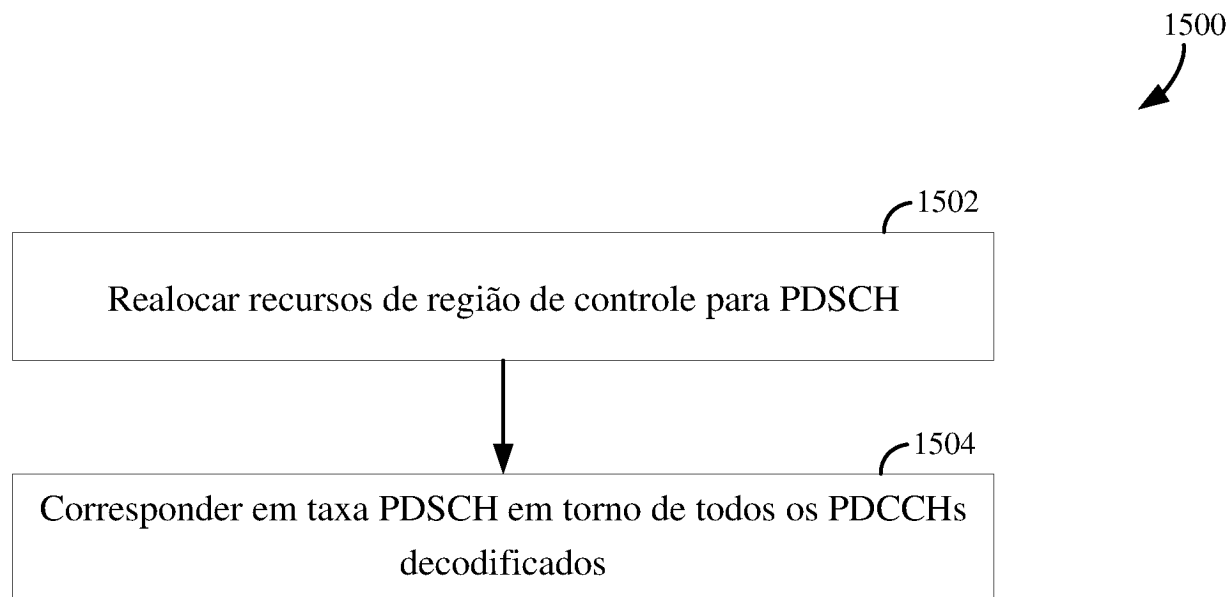 1500
1502
Realocar recursos de região de controle para PDSCH
1504
Corresponder em taxa PDSCH em torno de todos os PDCCHs
decodificados